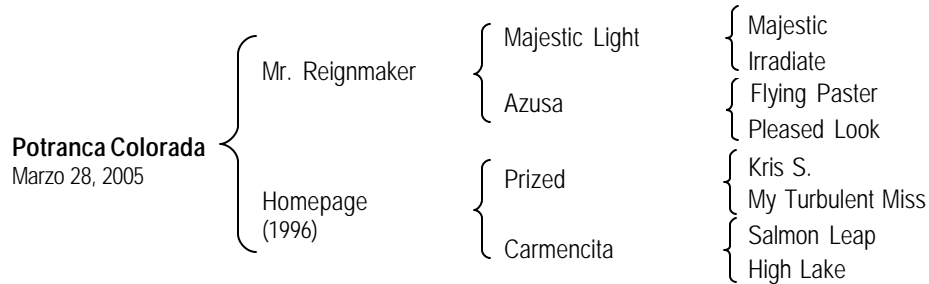 Potranca Colorada
Marzo 28, 2005
Mr. Reignmaker
Homepage
(1996)
Majestic Light
Azusa
Prized
Carmencita
Majestic
Irradiate
Flying Paster
Pleased Look
Kris S.
My Turbulent Miss
Salmon Leap
High Lake